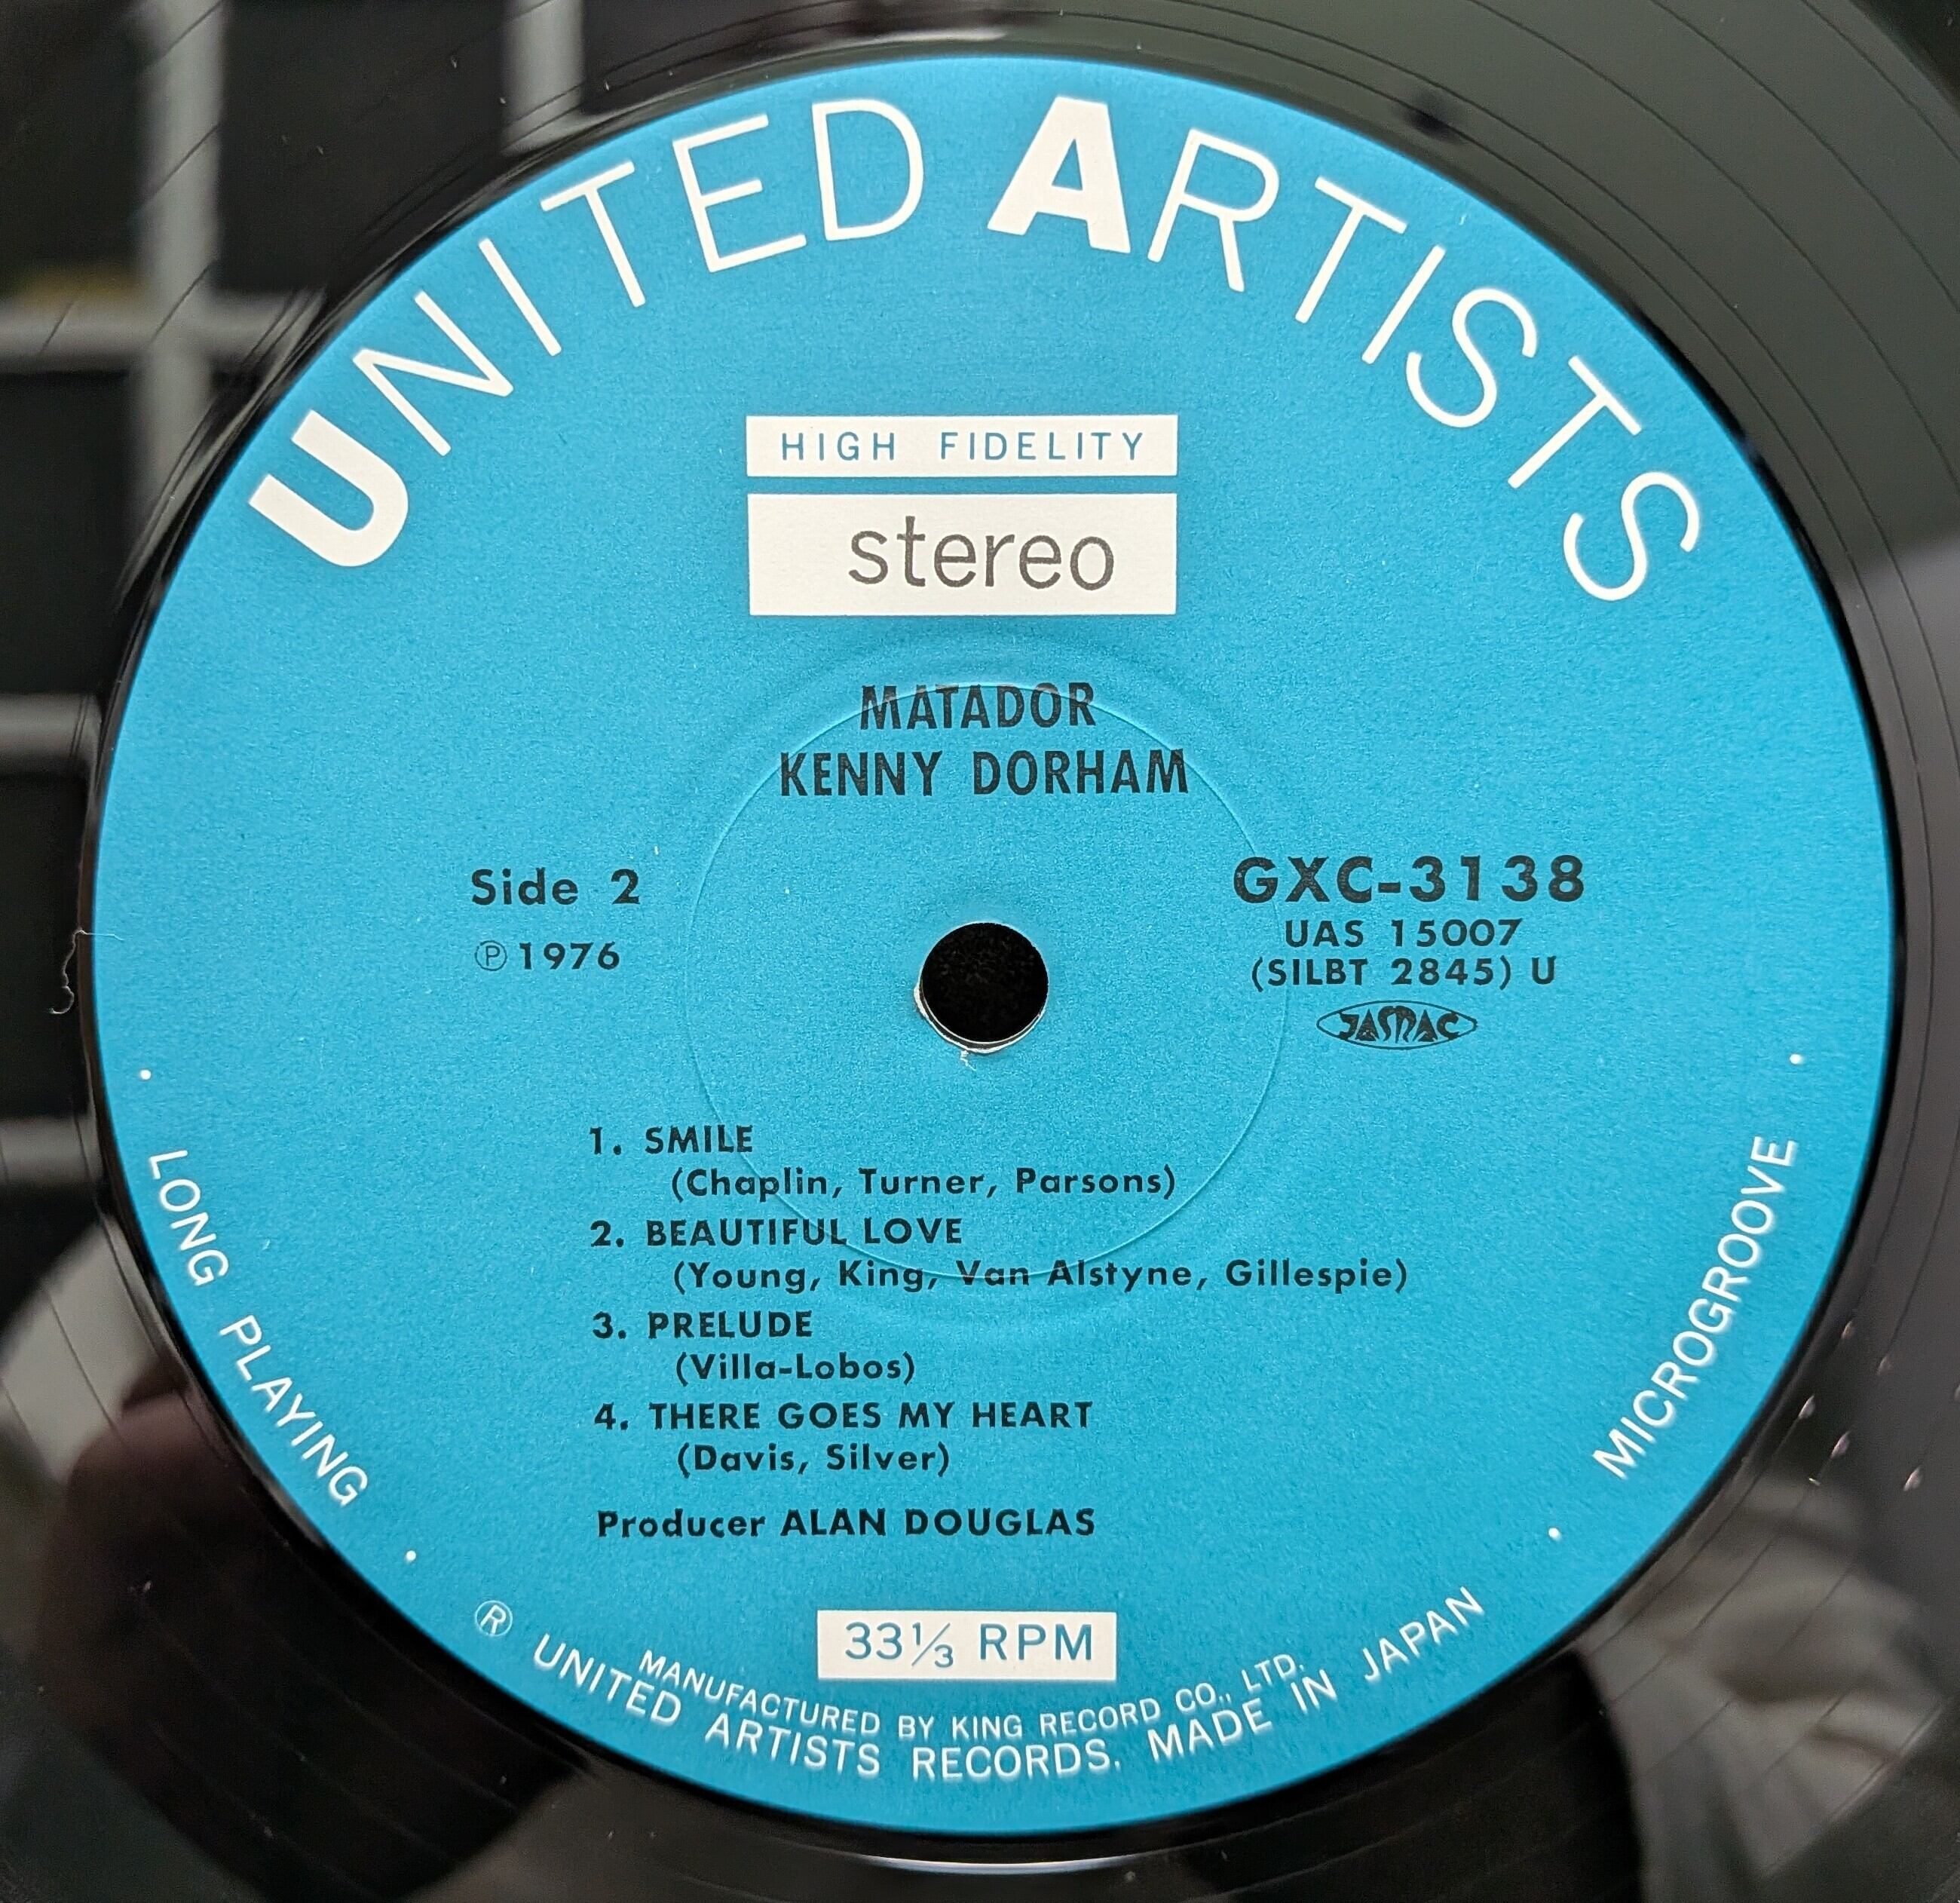 UNITED ARTISTS
HIGH FIDELITY
stereo
MATADOR
KENNY DORHAM
Side 2
Ⓟ1976
GXC-3138
UAS 15007
(SILBT 2845) U
JASRAC
1. SMILE
(Chaplin, Turner, Parsons)
2. BEAUTIFUL LOVE
(Young, King, Van Alstyne, Gillespie)
3. PRELUDE
(Villa-Lobos)
4. THERE GOES MY HEART
(Davis, Silver)
Producer ALAN DOUGLAS
33⅓ RPM
• LONG PLAYING •
MICROGROOVE
MANUFACTURED BY KING RECORD CO., LTD.
® UNITED ARTISTS RECORDS. MADE IN JAPAN